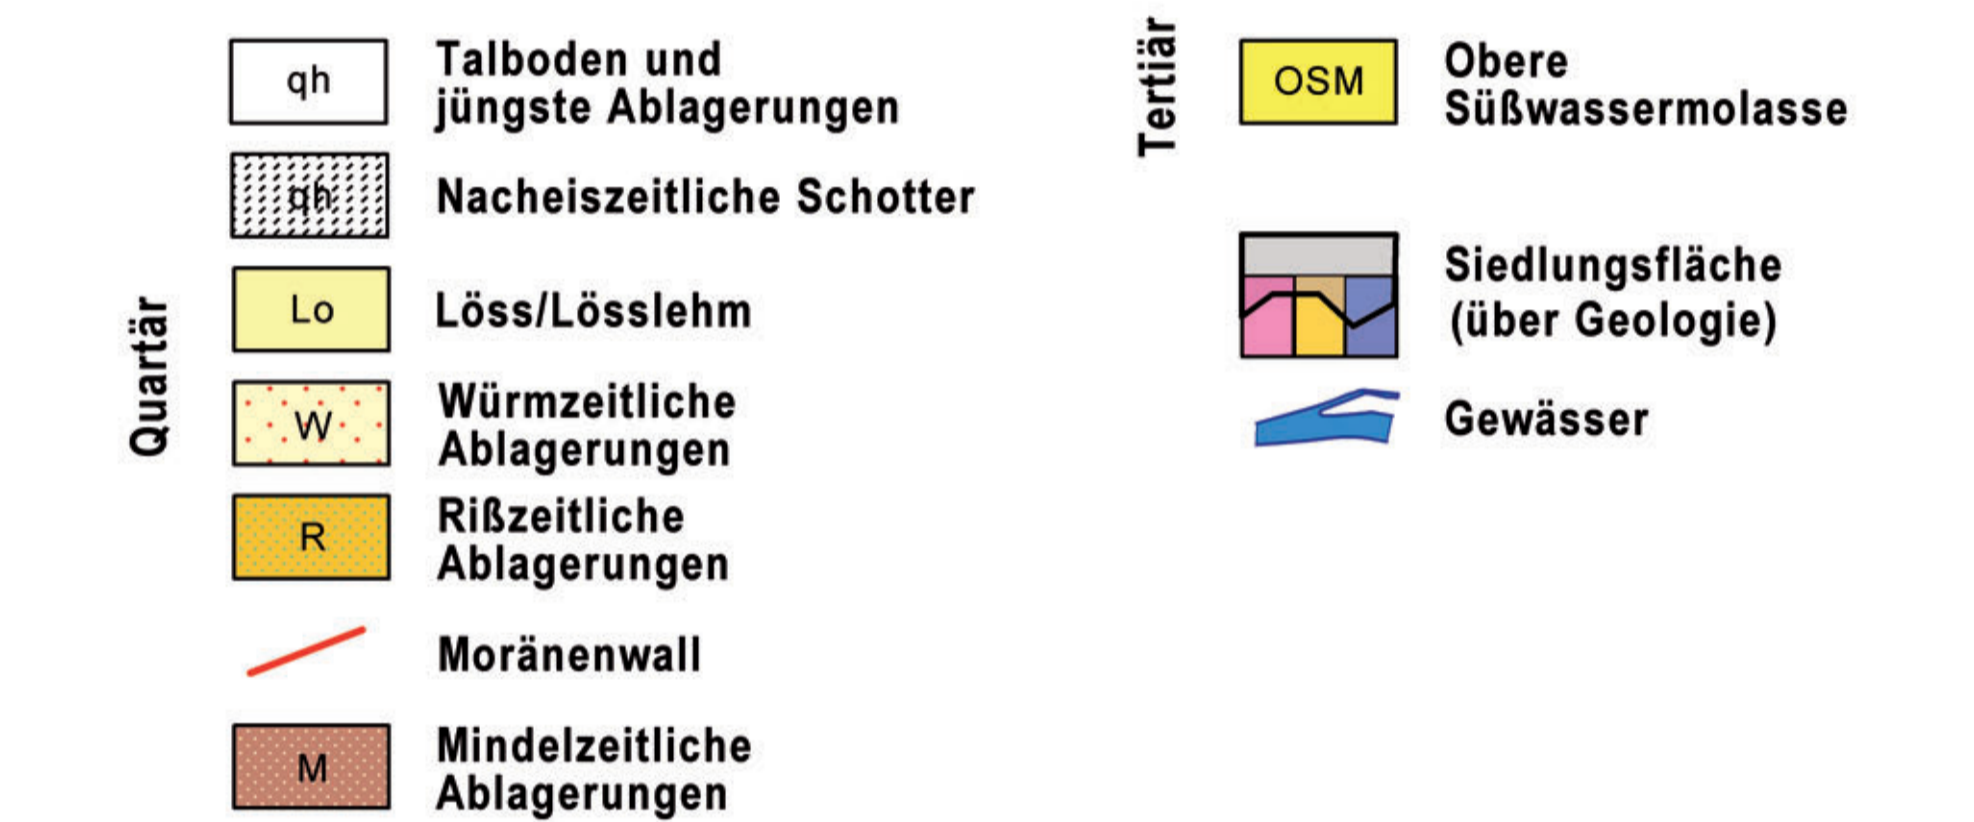 Quartär
qh
Talboden und
jüngste Ablagerungen
qh
Nacheiszeitliche Schotter
Lo
Löss/Lösslehm
W
Würmzeitliche
Ablagerungen
R
Rißzeitliche
Ablagerungen
Moränenwall
M
Mindelzeitliche
Ablagerungen
Tertiär
OSM
Obere
Süßwassermolasse
Siedlungsfläche
(über Geologie)
Gewässer